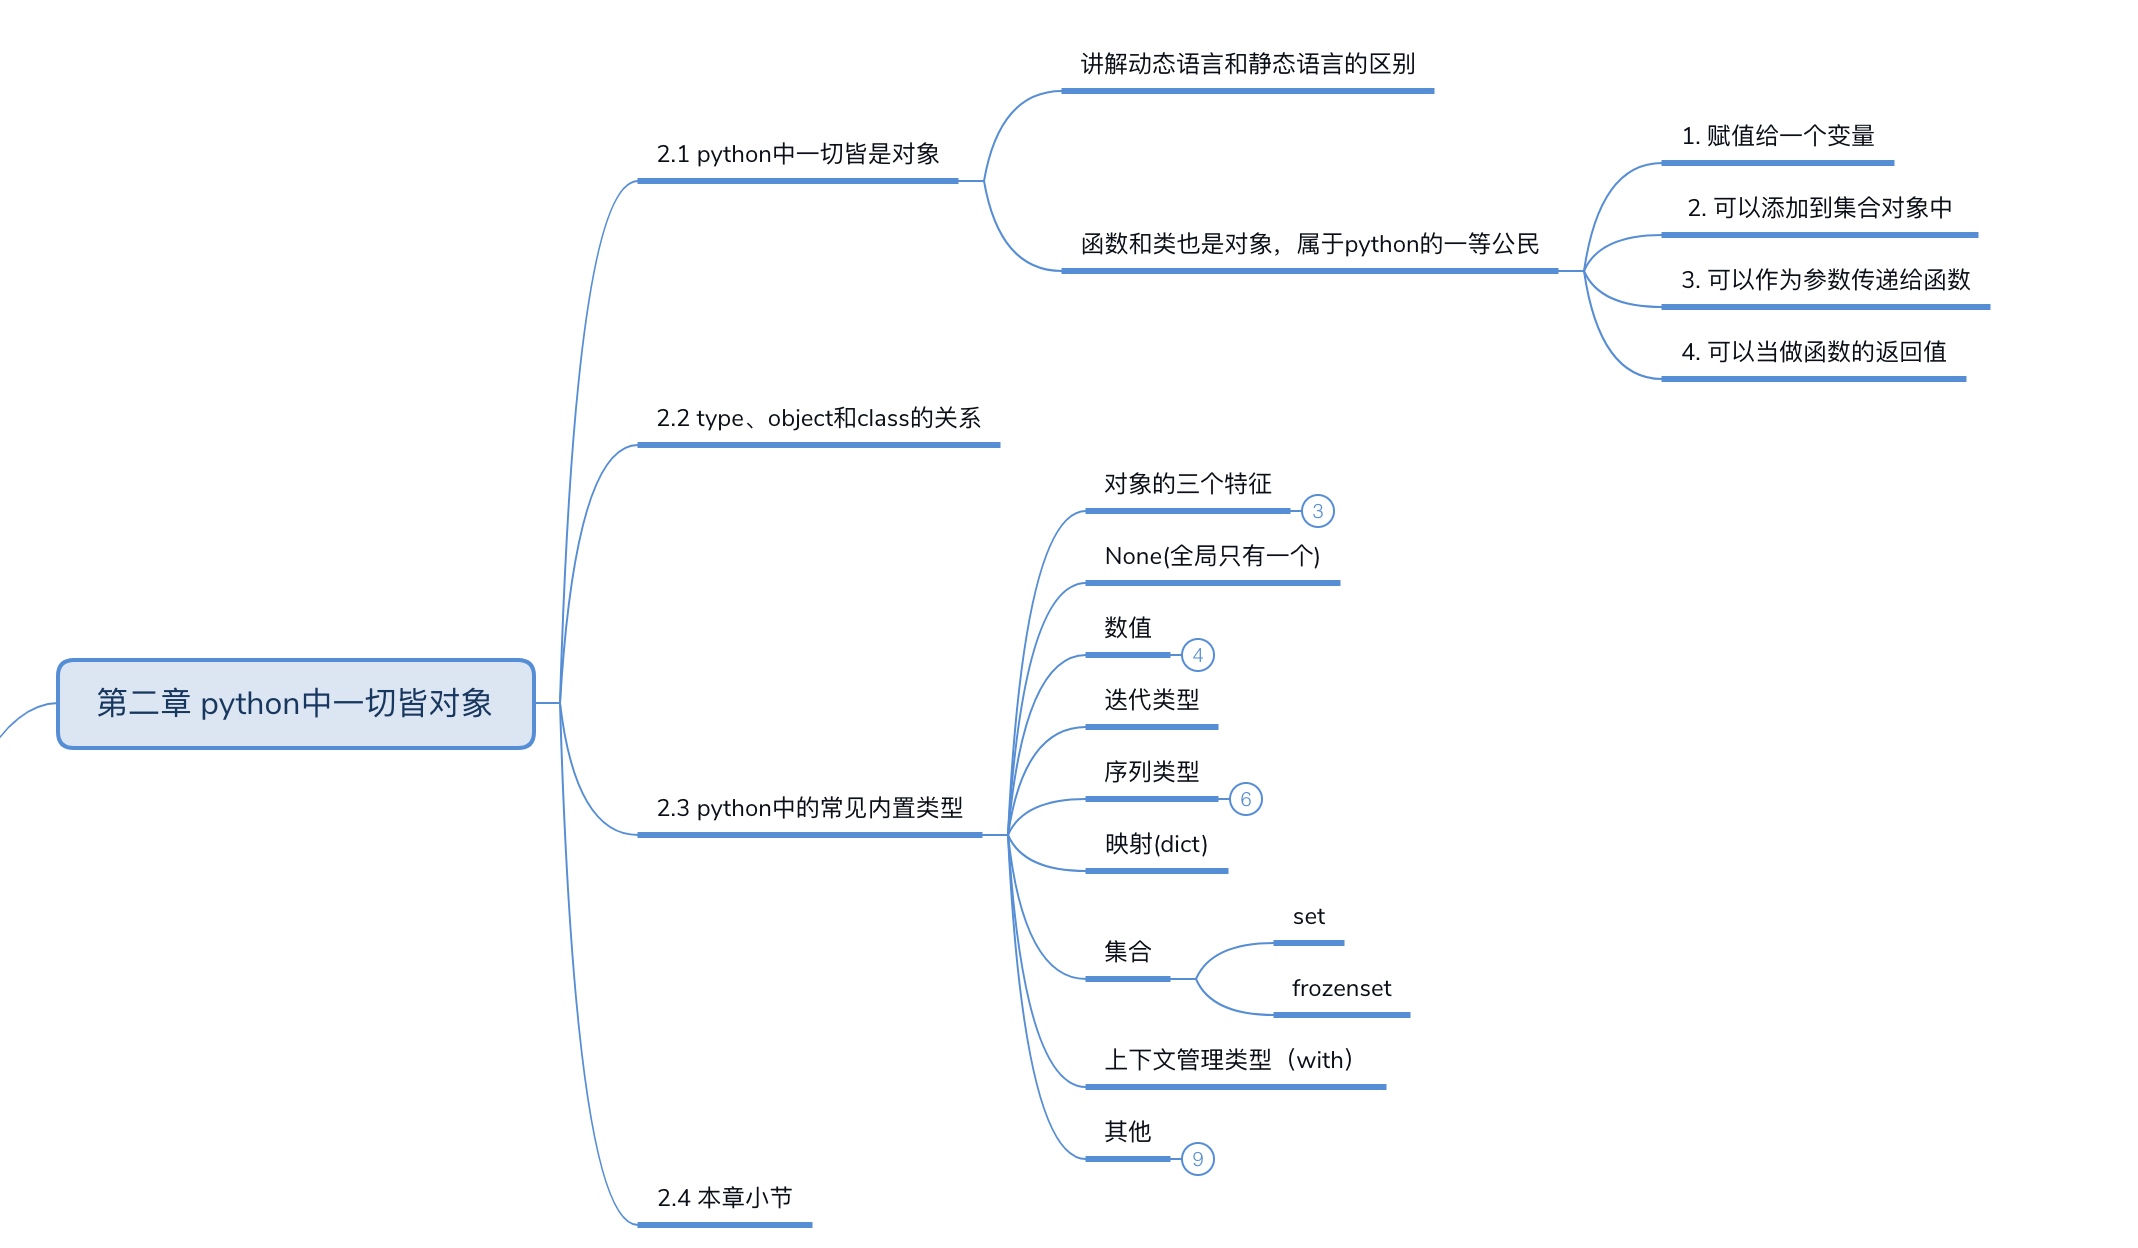 第二章 python中一切皆对象
2.1 python中一切皆是对象
讲解动态语言和静态语言的区别
函数和类也是对象，属于python的一等公民
1. 赋值给一个变量
2. 可以添加到集合对象中
3. 可以作为参数传递给函数
4. 可以当做函数的返回值
2.2 type、object和class的关系
2.3 python中的常见内置类型
对象的三个特征
3
None(全局只有一个)
数值
4
迭代类型
序列类型
6
映射(dict)
集合
set
frozenset
上下文管理类型（with）
其他
9
2.4 本章小节